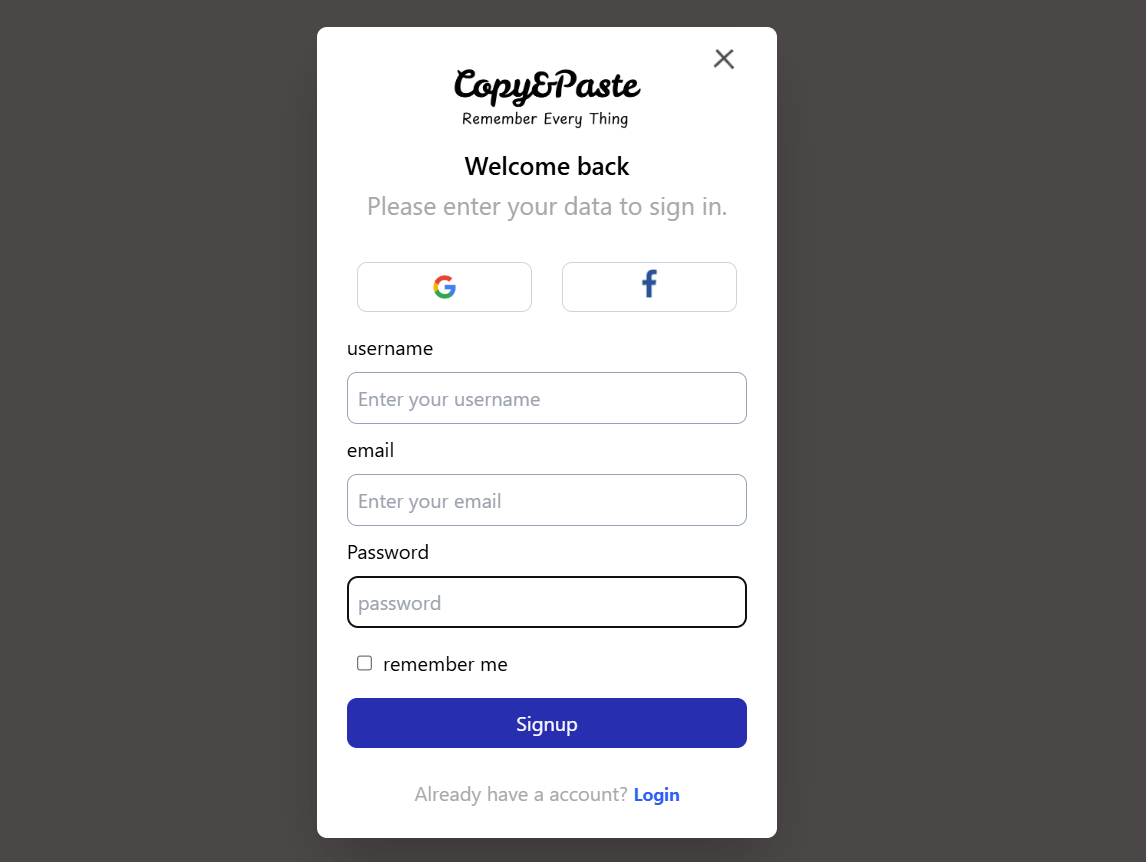 Copy&Paste
Remember Every Thing
Welcome back
Please enter your data to sign in.
username
Enter your username
email
Enter your email
Password
password
remember me
Signup
Already have a account? Login